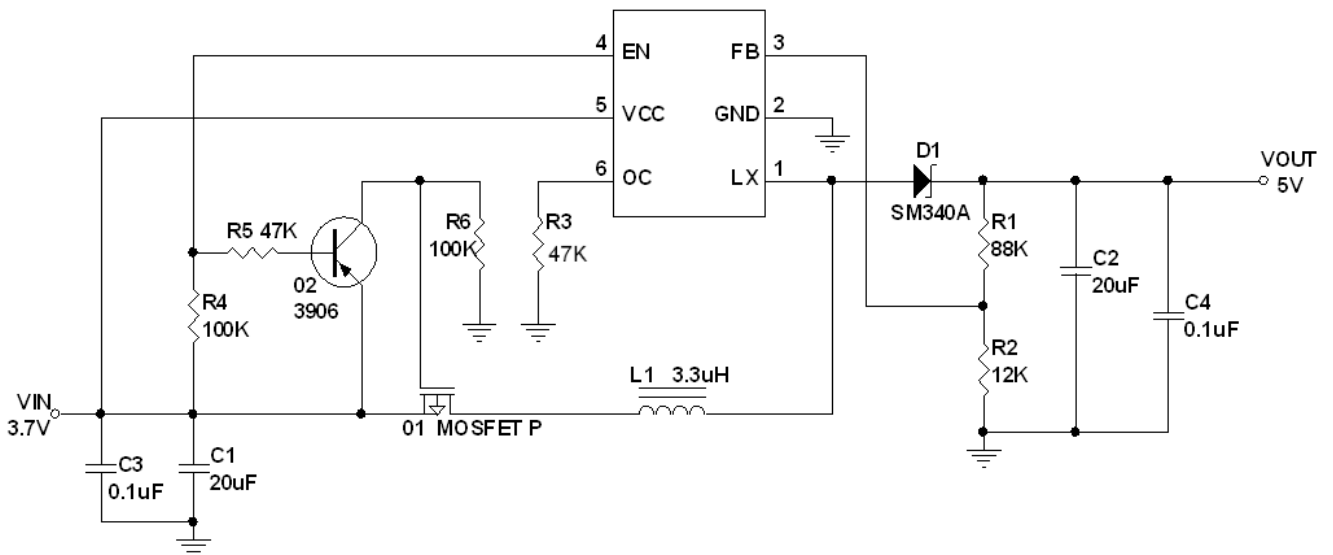 4 EN FB 3
5 VCC GND 2
6 OC LX 1
D1
SM340A
VOUT
5V
R5 47K
R6
100K
R3
47K
R1
88K
C2
20uF
02
3906
R4
100K
C4
0.1uF
R2
12K
L1 3.3uH
VIN
3.7V
01 MOSFET P
C3
0.1uF
C1
20uF